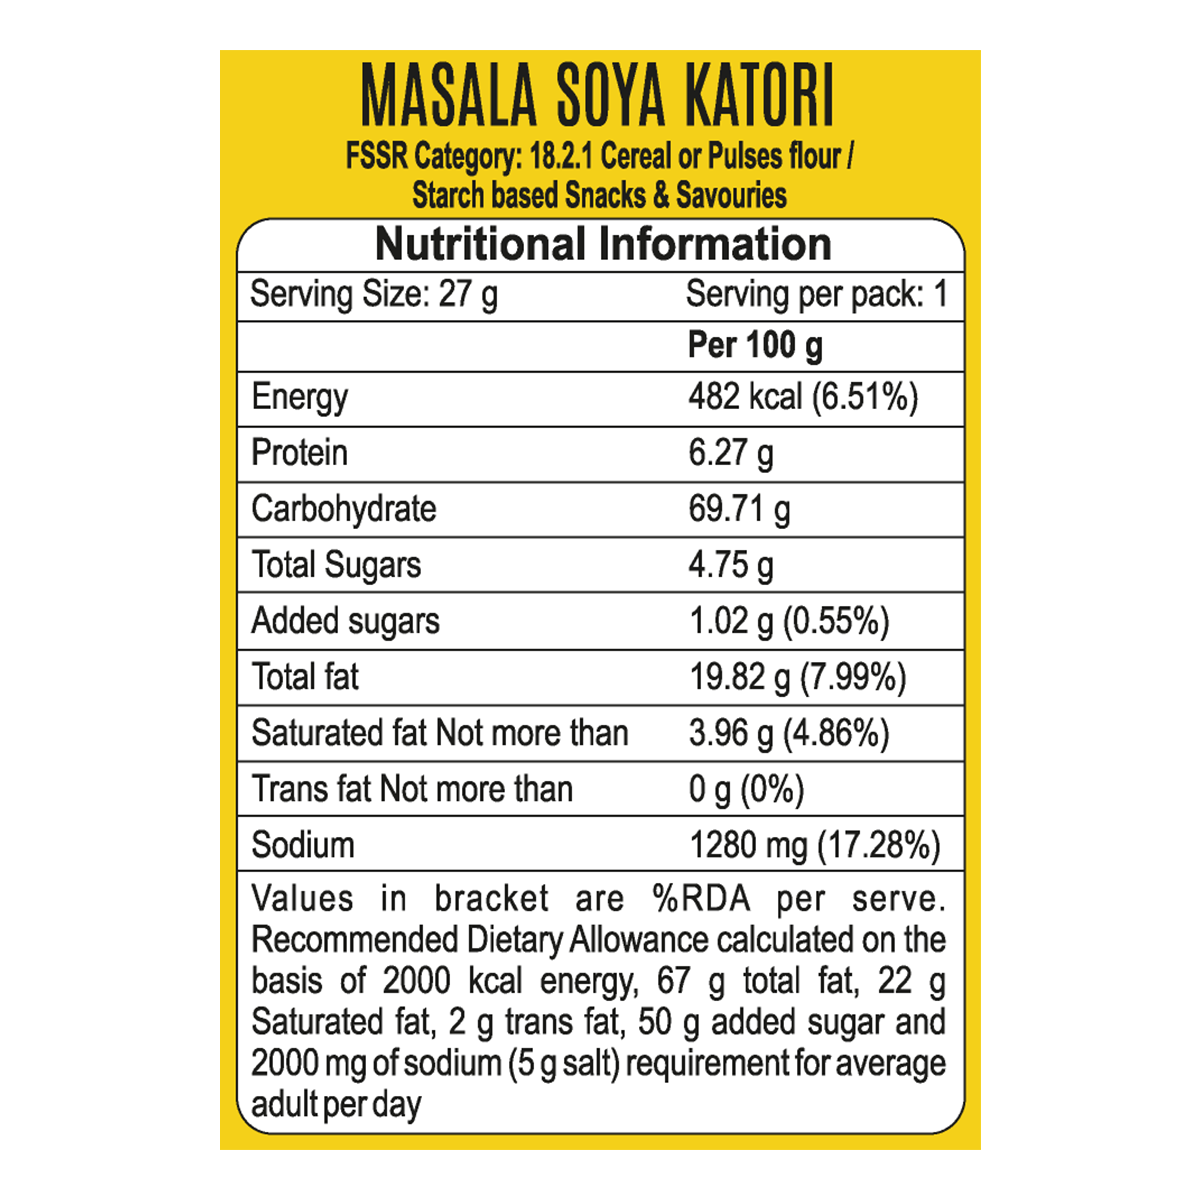 MASALA SOYA KATORI
FSSR Category: 18.2.1 Cereal or Pulses flour /
Starch based Snacks & Savouries
Nutritional Information
Serving Size: 27 g Serving per pack: 1
Per 100 g
Energy 482 kcal (6.51%)
Protein 6.27 g
Carbohydrate 69.71 g
Total Sugars 4.75 g
Added sugars 1.02 g (0.55%)
Total fat 19.82 g (7.99%)
Saturated fat Not more than 3.96 g (4.86%)
Trans fat Not more than 0 g (0%)
Sodium 1280 mg (17.28%)
Values in bracket are %RDA per serve.
Recommended Dietary Allowance calculated on the
basis of 2000 kcal energy, 67 g total fat, 22 g
Saturated fat, 2 g trans fat, 50 g added sugar and
2000 mg of sodium (5 g salt) requirement for average
adult per day